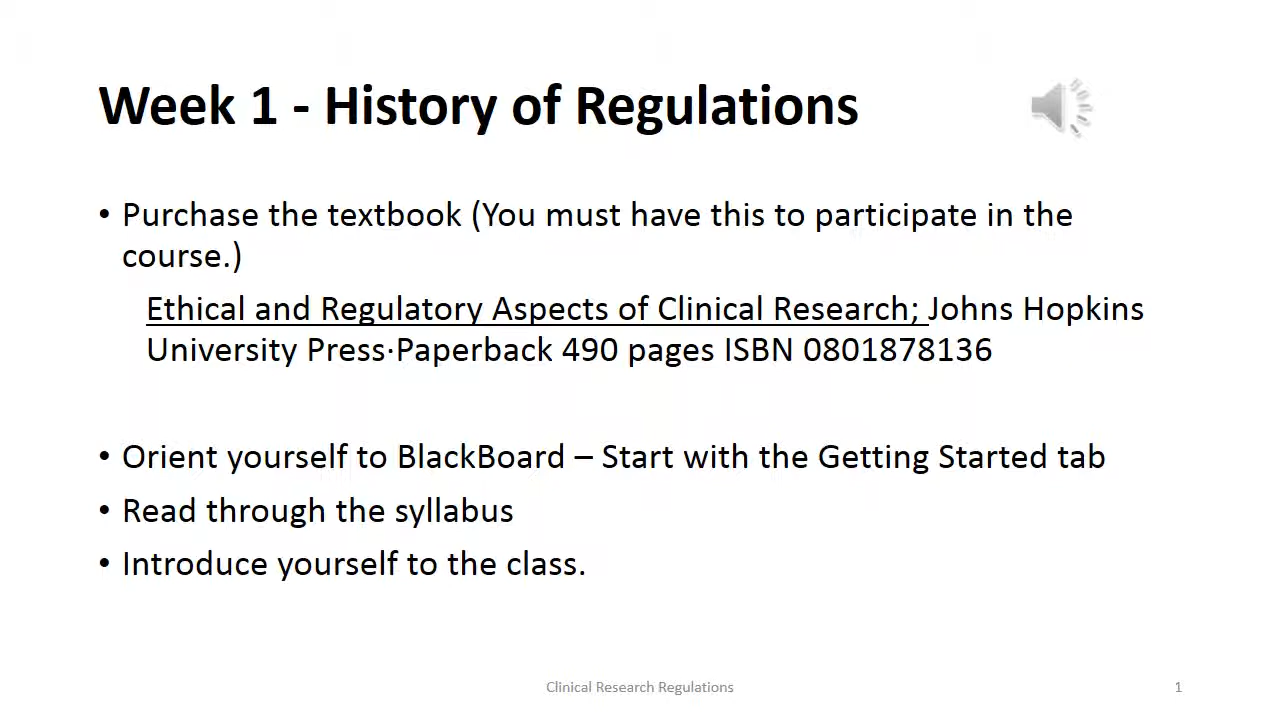 Week 1 - History of Regulations
• Purchase the textbook (You must have this to participate in the
course.)
Ethical and Regulatory Aspects of Clinical Research; Johns Hopkins
University Press·Paperback 490 pages ISBN 0801878136
• Orient yourself to BlackBoard – Start with the Getting Started tab
• Read through the syllabus
• Introduce yourself to the class.
Clinical Research Regulations
1